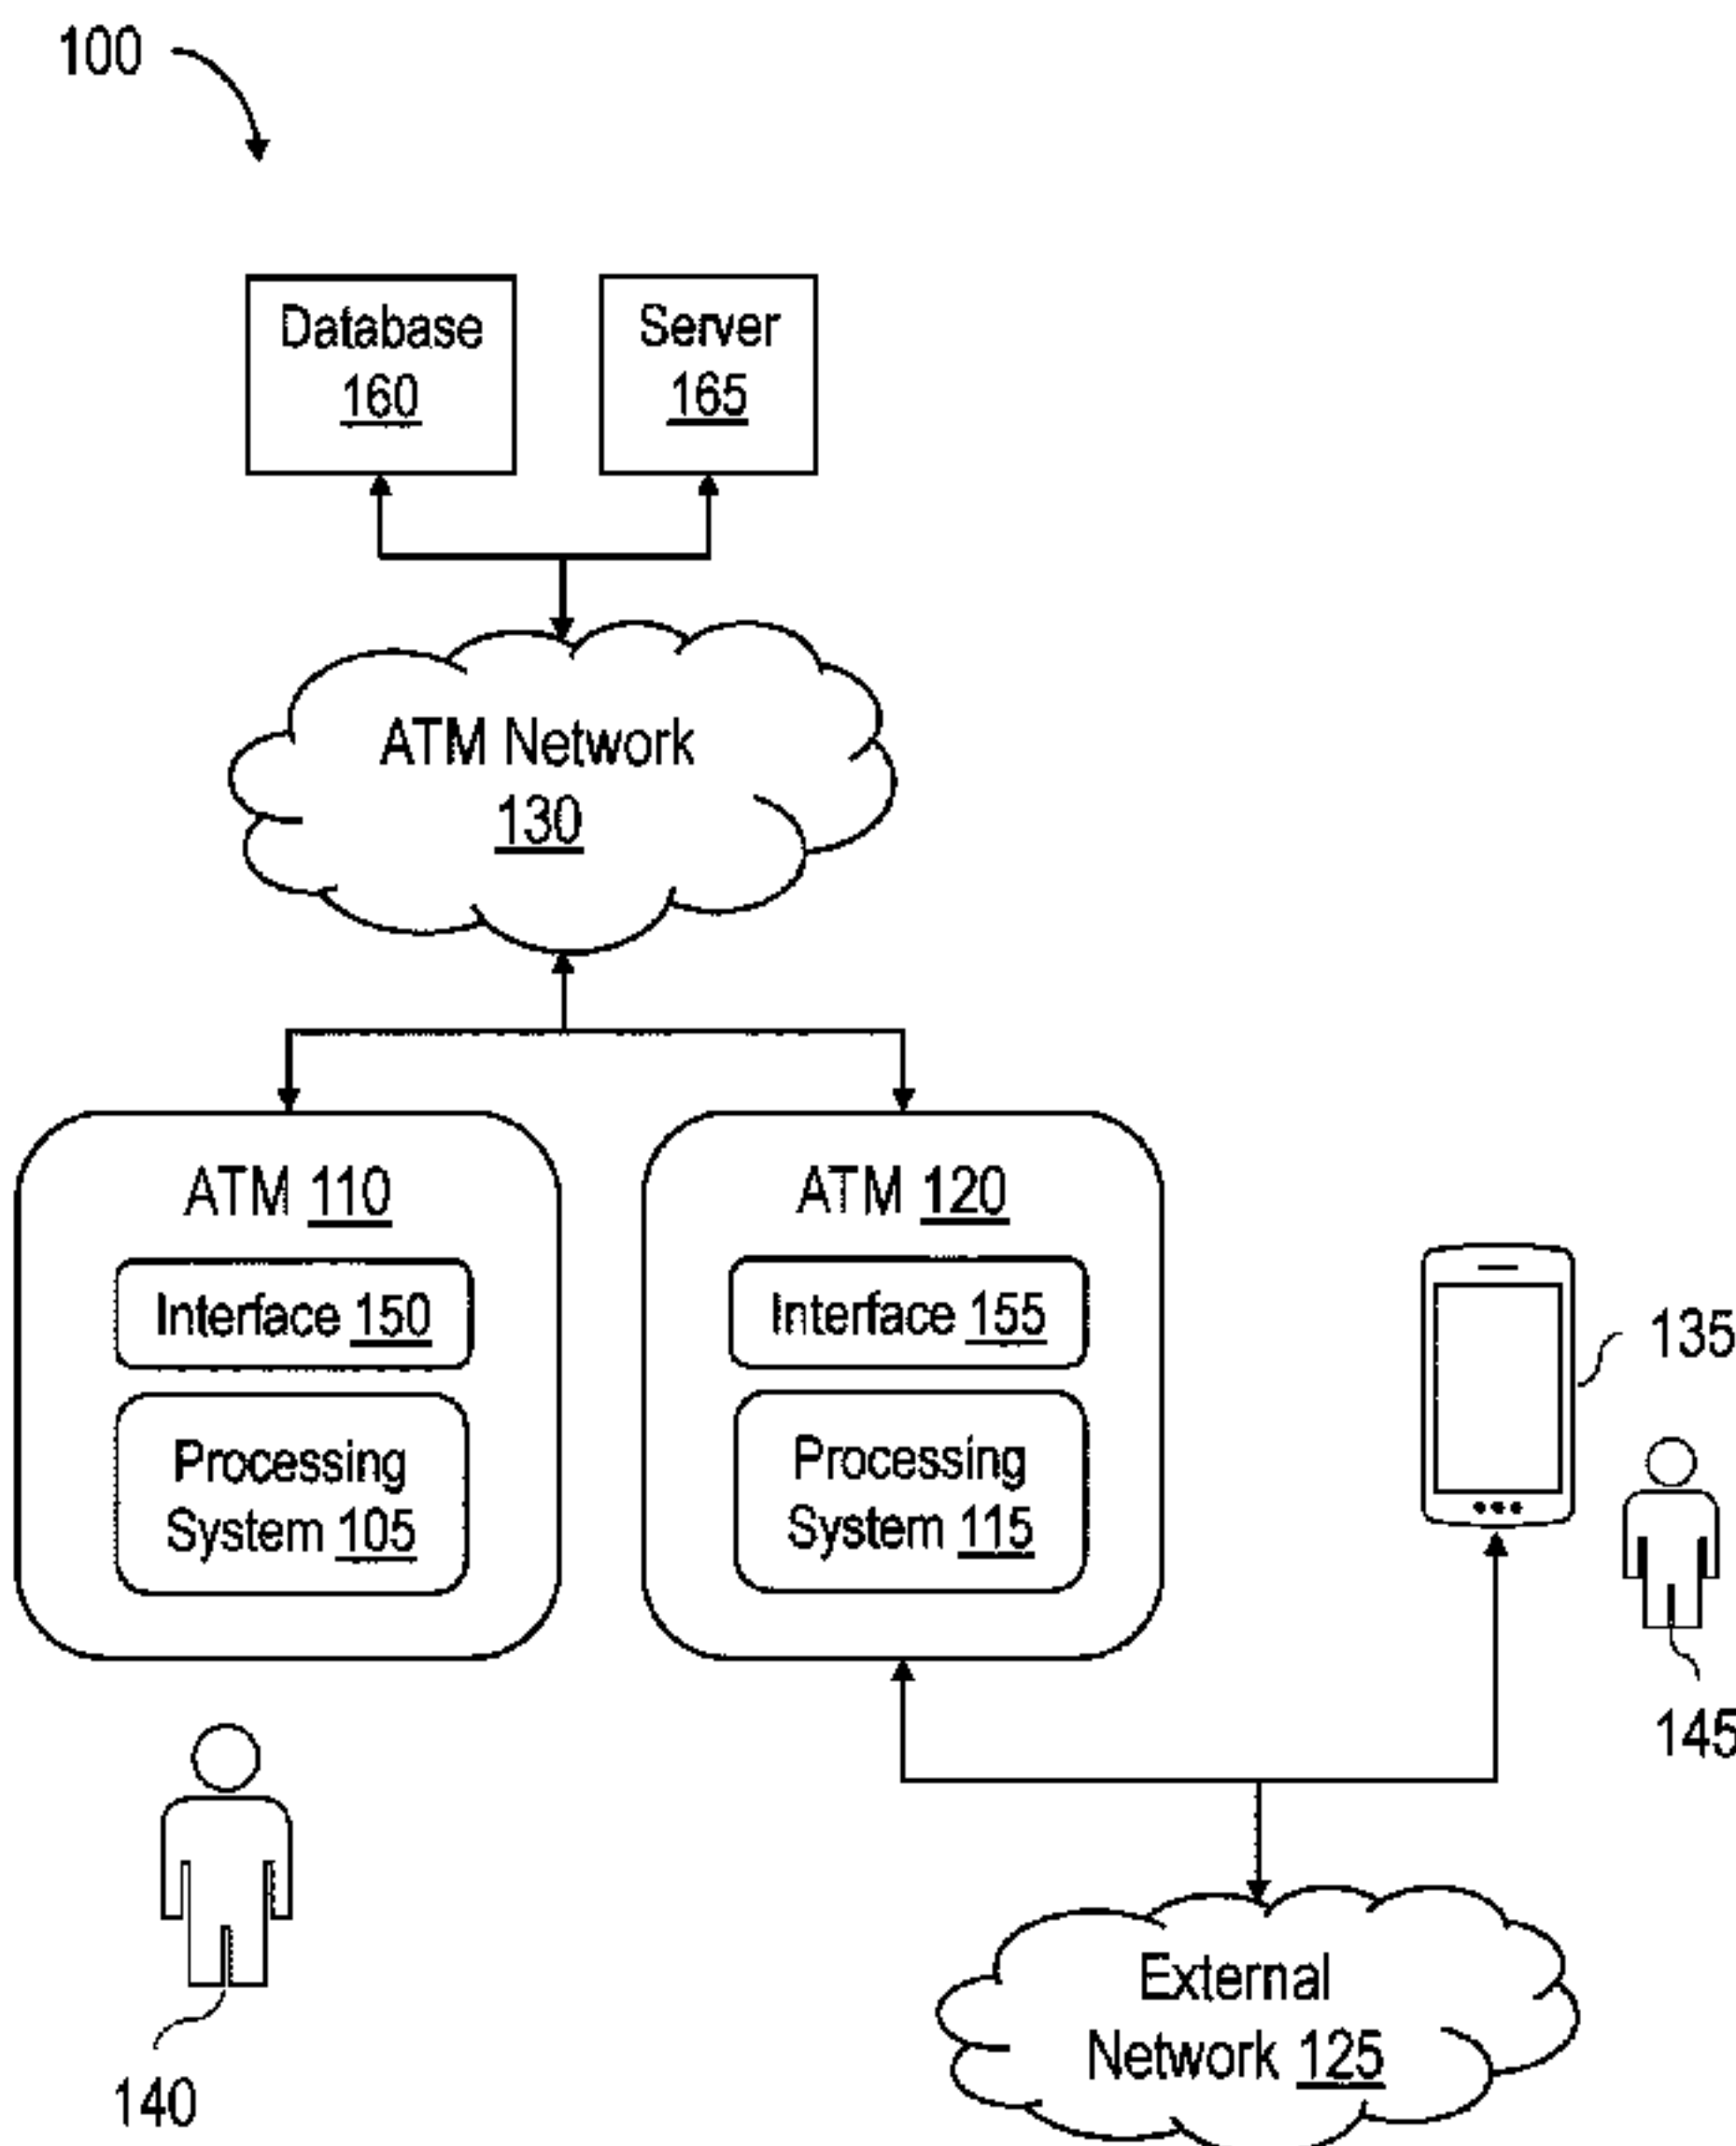 100
Database
160
Server
165
ATM Network
130
ATM 110
Interface 150
Processing
System 105
ATM 120
Interface 155
Processing
System 115
135
145
140
External
Network 125